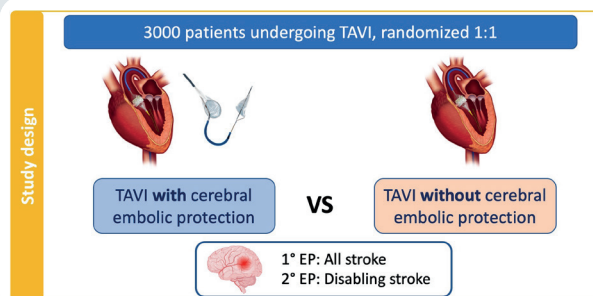 3000 patients undergoing TAVI, randomized 1:1
Study design
TAVI with cerebral
embolic protection
VS
TAVI without cerebral
embolic protection
1° EP: All stroke
2° EP: Disabling stroke